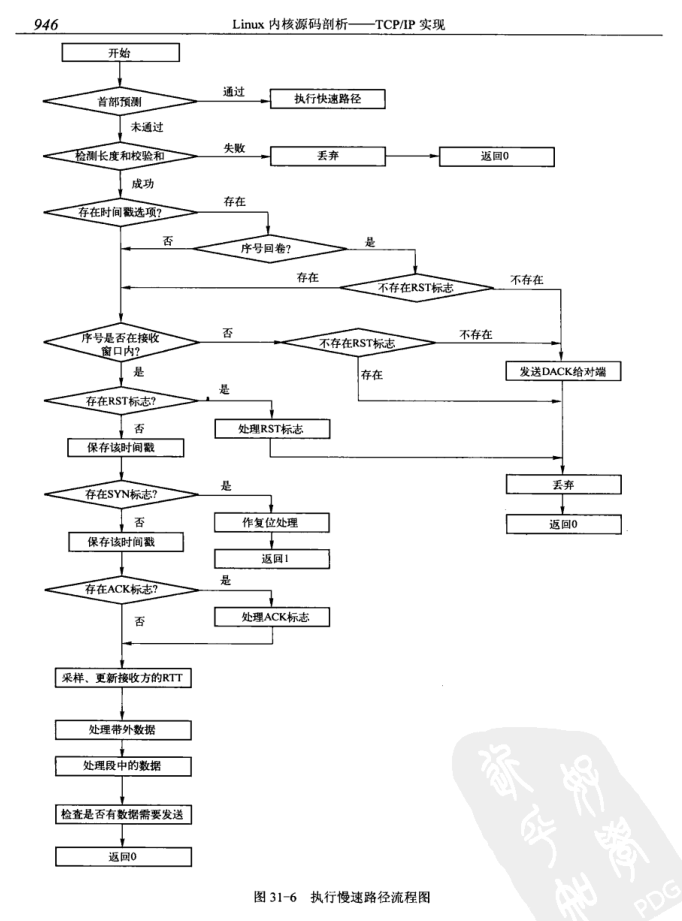 946
Linux 内核源码剖析——TCP/IP 实现
开始
首部预测
通过
执行快速路径
未通过
检测长度和校验和
失败
丢弃
返回0
成功
存在时间戳选项?
存在
否
序号回卷?
是
存在
不存在RST标志
不存在
序号是否在接收
窗口内?
否
不存在RST标志
不存在
是
存在
发送DACK给对端
存在RST标志?
是
否
处理RST标志
保存该时间戳
存在SYN标志?
是
丢弃
否
作复位处理
返回0
保存该时间戳
返回1
存在ACK标志?
是
否
处理ACK标志
采样、更新接收方的RTT
处理带外数据
处理段中的数据
检查是否有数据需要发送
返回0
图 31-6 执行慢速路径流程图
PDG